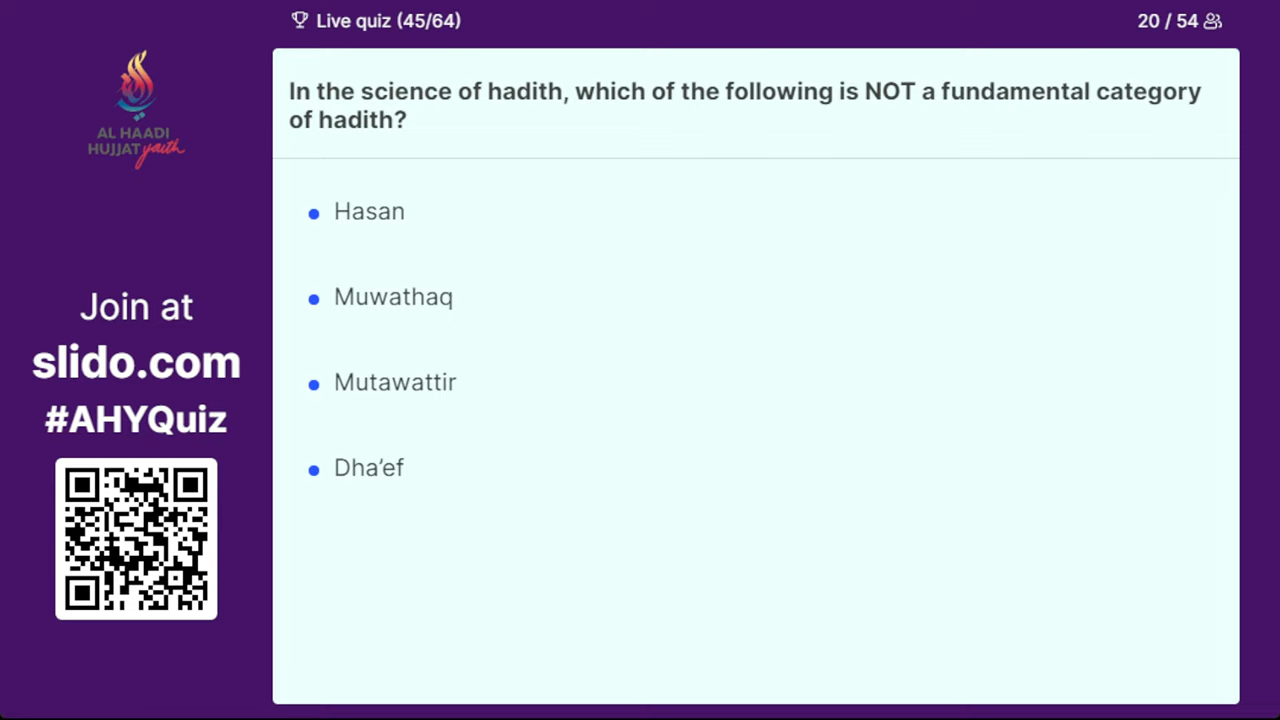 Live quiz (45/64)
20 / 54
AL HAADI
HUJJAT youth
Join at
slido.com
#AHYQuiz
In the science of hadith, which of the following is NOT a fundamental category
of hadith?
Hasan
Muwathaq
Mutawattir
Dha’ef